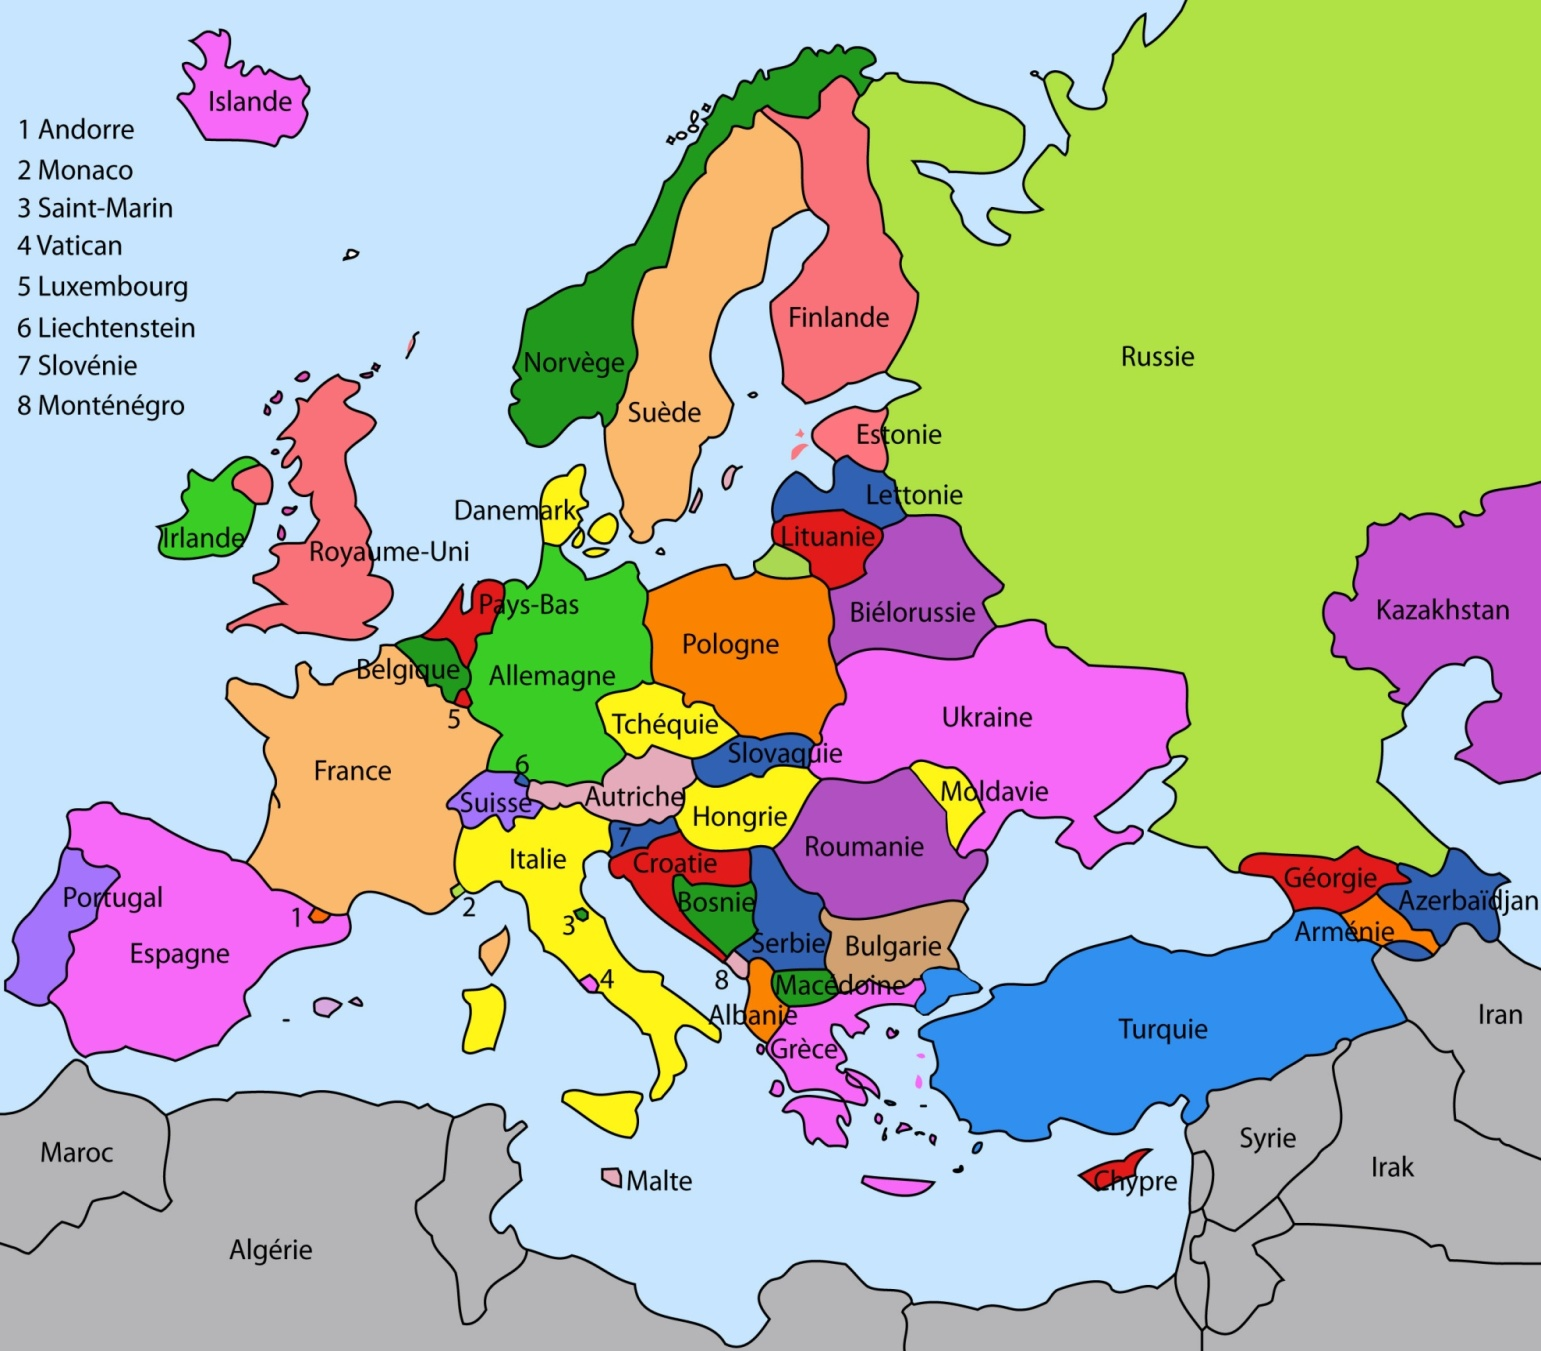 Islande
1 Andorre
2 Monaco
3 Saint-Marin
4 Vatican
5 Luxembourg
6 Liechtenstein
7 Slovénie
8 Monténégro
Finlande
Norvège
Suède
Russie
Estonie
Lettonie
Danemark
Lituanie
Irlande
Royaume-Uni
Pays-Bas
Biélorussie
Kazakhstan
Pologne
Belgique
Allemagne
5
Tchéquie
Ukraine
Slovaquie
France
6
Suisse
Autriche
Moldavie
Hongrie
7
Roumanie
Italie
Croatie
Géorgie
Portugal
1
2
Bosnie
Azerbaïdjan
3
Serbie
Bulgarie
Arménie
Espagne
4
8
Macédoine
Albanie
Iran
Turquie
Grèce
Maroc
Syrie
Irak
Malte
Chypre
Algérie